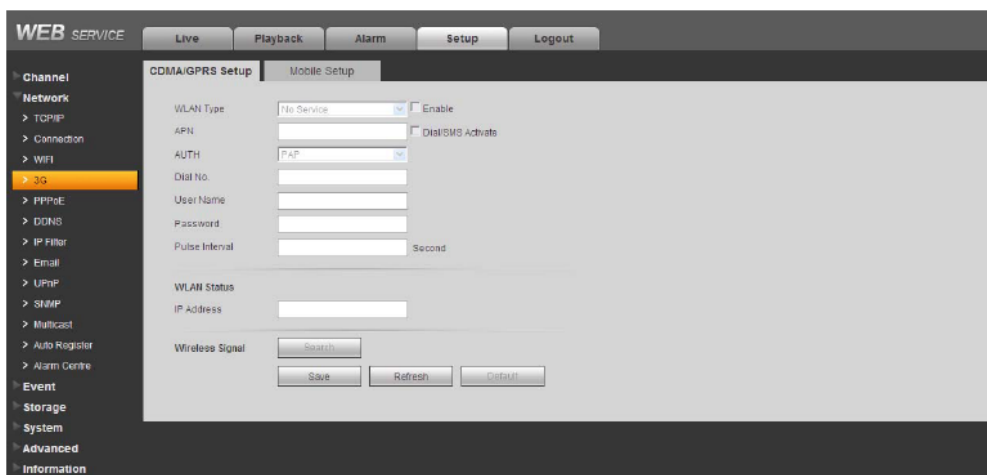 WEB SERVICE
Live Playback Alarm Setup Logout
CDMA/GPRS Setup Mobile Setup
Channel
Network
> TCP/IP
> Connection
> WIFI
> 3G
> PPPoE
> DDNS
> IP Filter
> Email
> UPnP
> SNMP
> Multicast
> Auto Register
> Alarm Centre
Event
Storage
System
Advanced
Information
WLAN Type No Service Enable
APN Dial/SMS Activate
AUTH PAP
Dial No.
User Name
Password
Pulse Interval Second
WLAN Status
IP Address
Wireless Signal Search
Save Refresh Default